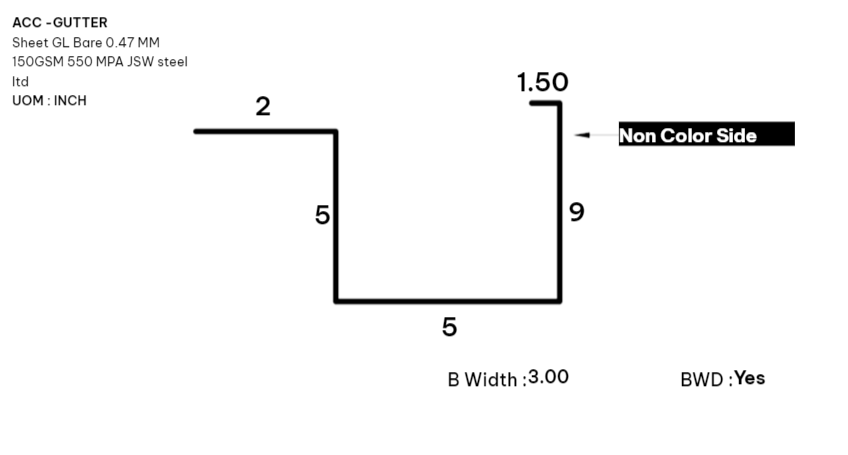 ACC -GUTTER
Sheet GL Bare 0.47 MM
150GSM 550 MPA JSW steel
ltd
UOM : INCH
1.50
2
Non Color Side
5
9
5
B Width :3.00
BWD :Yes